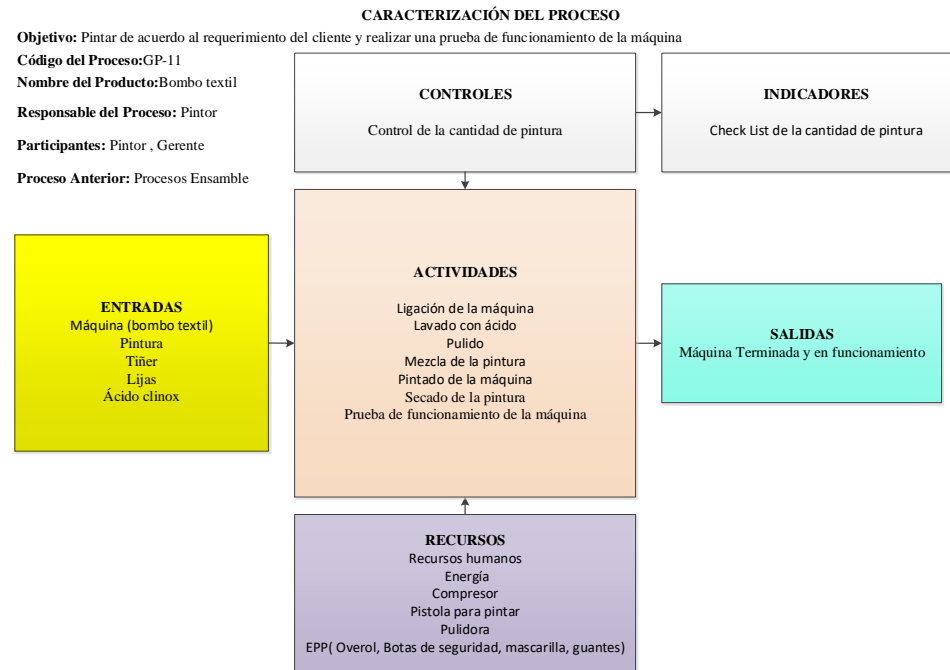 CARACTERIZACIÓN DEL PROCESO
Objetivo: Pintar de acuerdo al requerimiento del cliente y realizar una prueba de funcionamiento de la máquina
Código del Proceso:GP-11
Nombre del Producto:Bombo textil
Responsable del Proceso: Pintor
Participantes: Pintor , Gerente
Proceso Anterior: Procesos Ensamble
CONTROLES
Control de la cantidad de pintura
INDICADORES
Check List de la cantidad de pintura
ENTRADAS
Máquina (bombo textil)
Pintura
Tiñer
Lijas
Ácido clinox
ACTIVIDADES
Ligación de la máquina
Lavado con ácido
Pulido
Mezcla de la pintura
Pintado de la máquina
Secado de la pintura
Prueba de funcionamiento de la máquina
SALIDAS
Máquina Terminada y en funcionamiento
RECURSOS
Recursos humanos
Energía
Compresor
Pistola para pintar
Pulidora
EPP( Overol, Botas de seguridad, mascarilla, guantes)